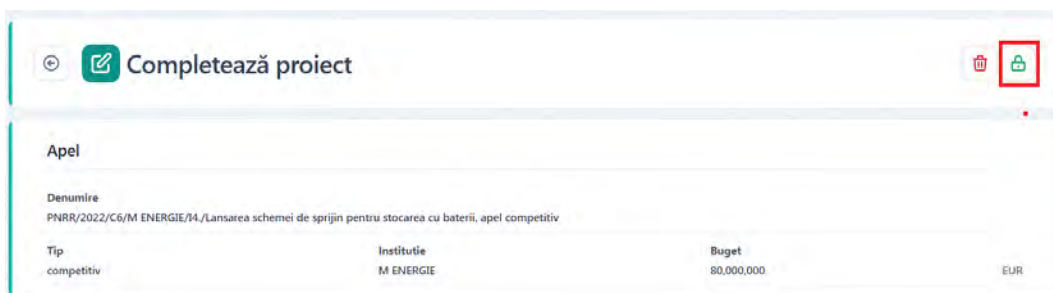 Completează proiect
Apel
Denumire
PNRR/2022/C6/M ENERGIE/I4./Lansarea schemei de sprijin pentru stocarea cu baterii, apel competitiv
Tip Institutie Buget
competitiv M ENERGIE 80,000,000 EUR